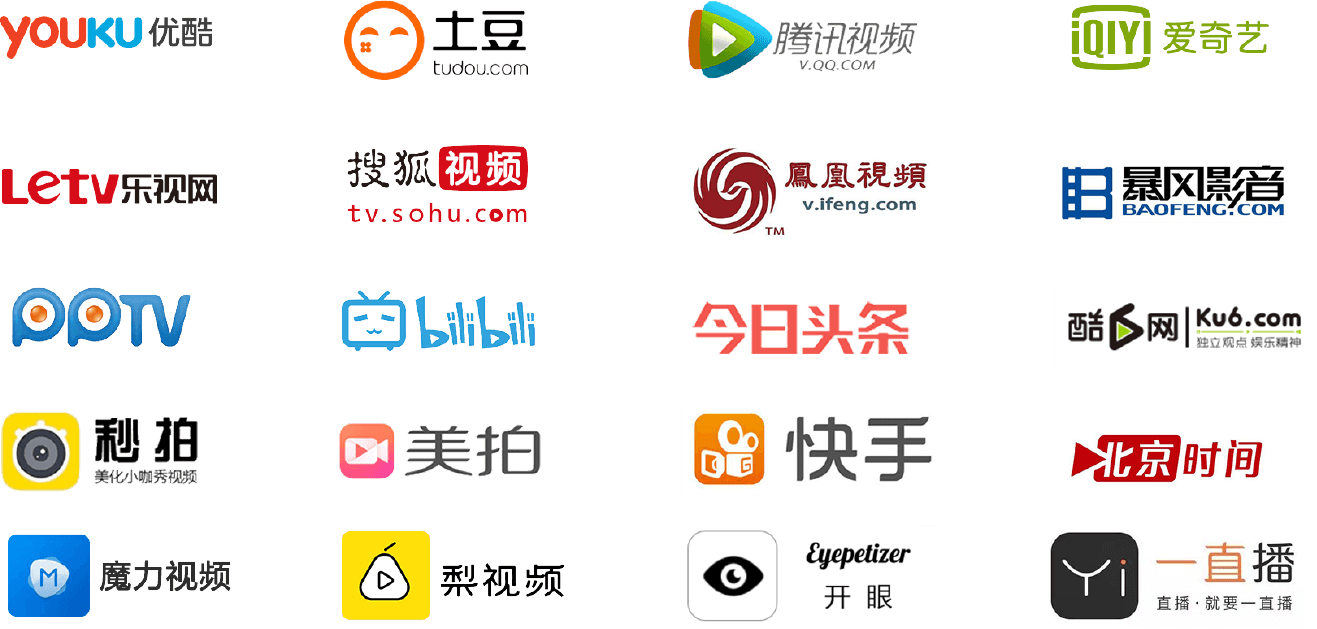 YOUKU 优酷
土豆
tudou.com
腾讯视频
V.QQ.COM
iQIYI 爱奇艺
Letv 乐视网
搜狐 视频
tv.sohu.com
鳳凰視頻
v.ifeng.com
TM
暴风影音
BAOFENG.COM
PPTV
bilibili
今日头条
酷6网
Ku6.com
独立观点 娱乐精神
秒拍
美化小咖秀视频
美拍
快手
北京时间
M 魔力视频
梨视频
Eyepetizer
开眼
Yi 一直播
直播·就要一直播